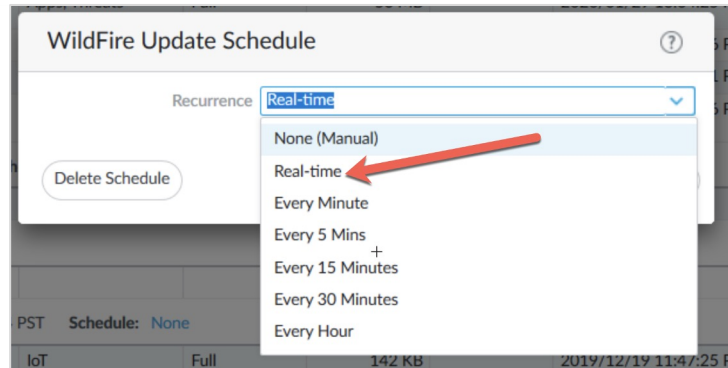 WildFire Update Schedule
Recurrence Real-time
None (Manual)
Real-time
Delete Schedule
Every Minute
Every 5 Mins
Every 15 Minutes
Every 30 Minutes
Every Hour
PST Schedule: None
IoT Full 142 KB 2019/12/19 11:47:25